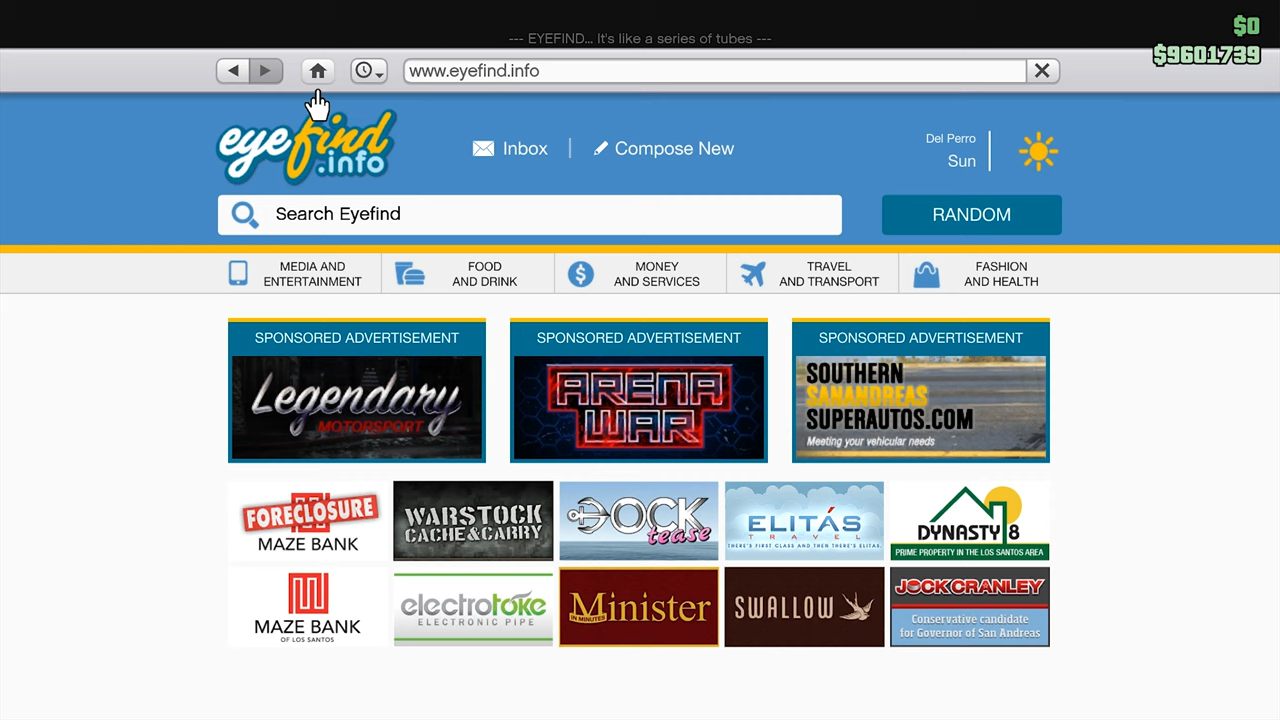 $0
--- EYEFIND... It's like a series of tubes ---
$9601739
www.eyefind.info
eyefind
.info
Inbox
Compose New
Del Perro
Sun
Search Eyefind
RANDOM
MEDIA AND
ENTERTAINMENT
FOOD
AND DRINK
MONEY
AND SERVICES
TRAVEL
AND TRANSPORT
FASHION
AND HEALTH
SPONSORED ADVERTISEMENT
Legendary
MOTORSPORT
SPONSORED ADVERTISEMENT
ARENA
WAR
SPONSORED ADVERTISEMENT
SOUTHERN
SANANDREAS
SUPERAUTOS.COM
Meeting your vehicular needs
FORECLOSURE
MAZE BANK
WARSTOCK
CACHE&CARRY
DOCK
tease
ELITÁS
TRAVEL
THERE'S FIRST CLASS AND THEN THERE'S ELITAS.
DYNASTY 8
PRIME PROPERTY IN THE LOS SANTOS AREA
MAZE BANK
OF LOS SANTOS
electrotoke
ELECTRONIC PIPE
Minister
IN MINUTES
SWALLOW
JOCK CRANLEY
Conservative candidate
for Governor of San Andreas